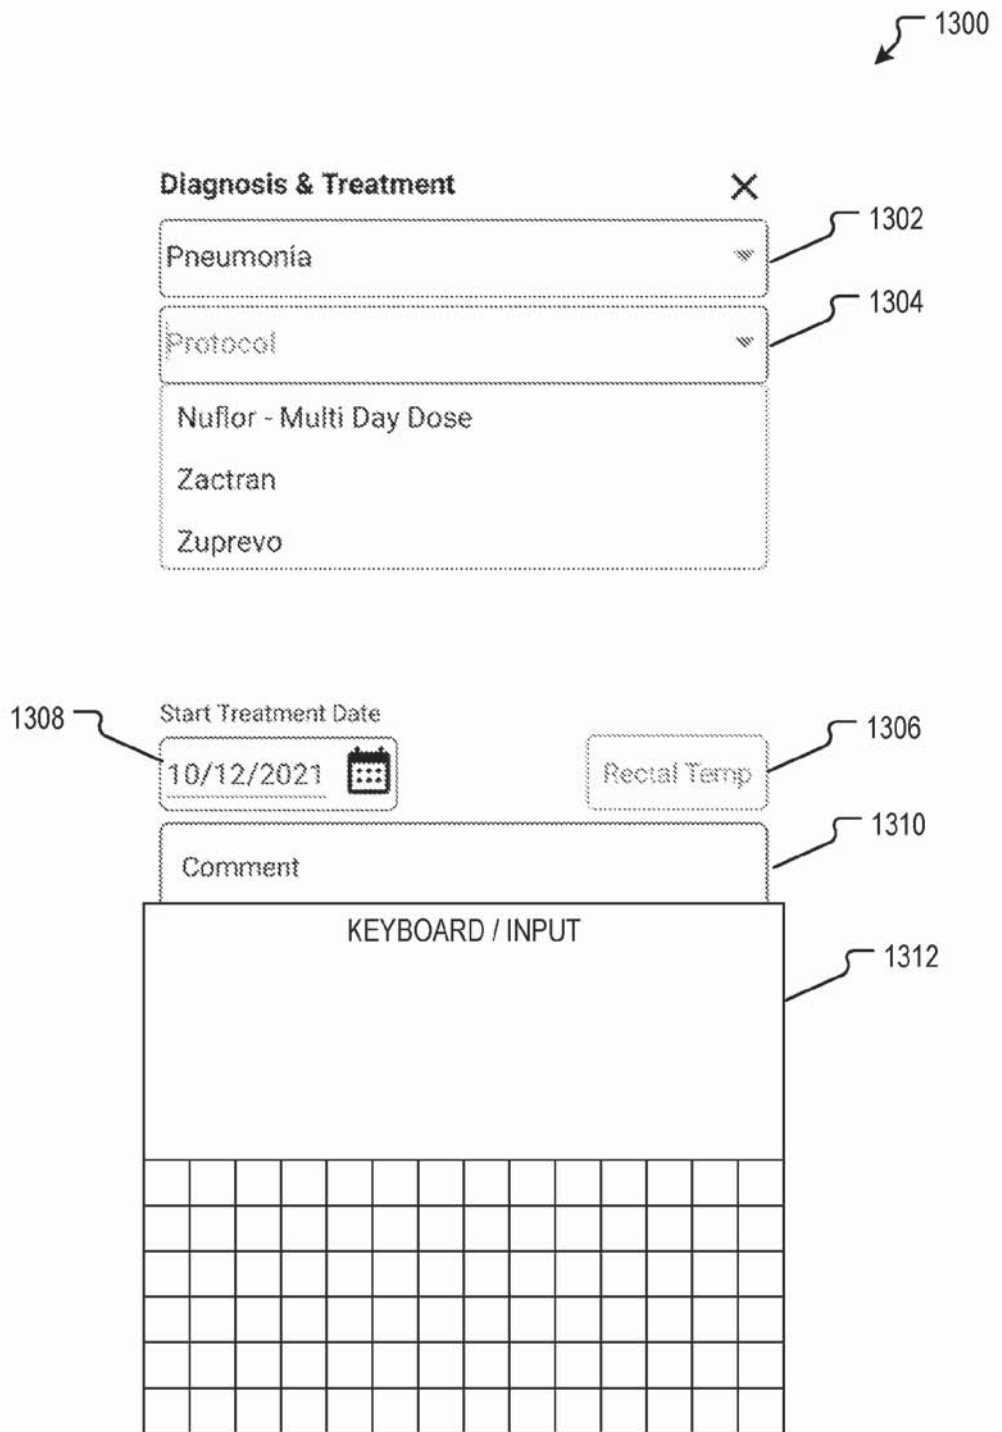 1300
Diagnosis & Treatment
1302
Pneumonia
1304
Protocol
Nuflor - Multi Day Dose
Zactran
Zuprevo
1308
Start Treatment Date
1306
10/12/2021
Rectal Temp
1310
Comment
KEYBOARD / INPUT
1312